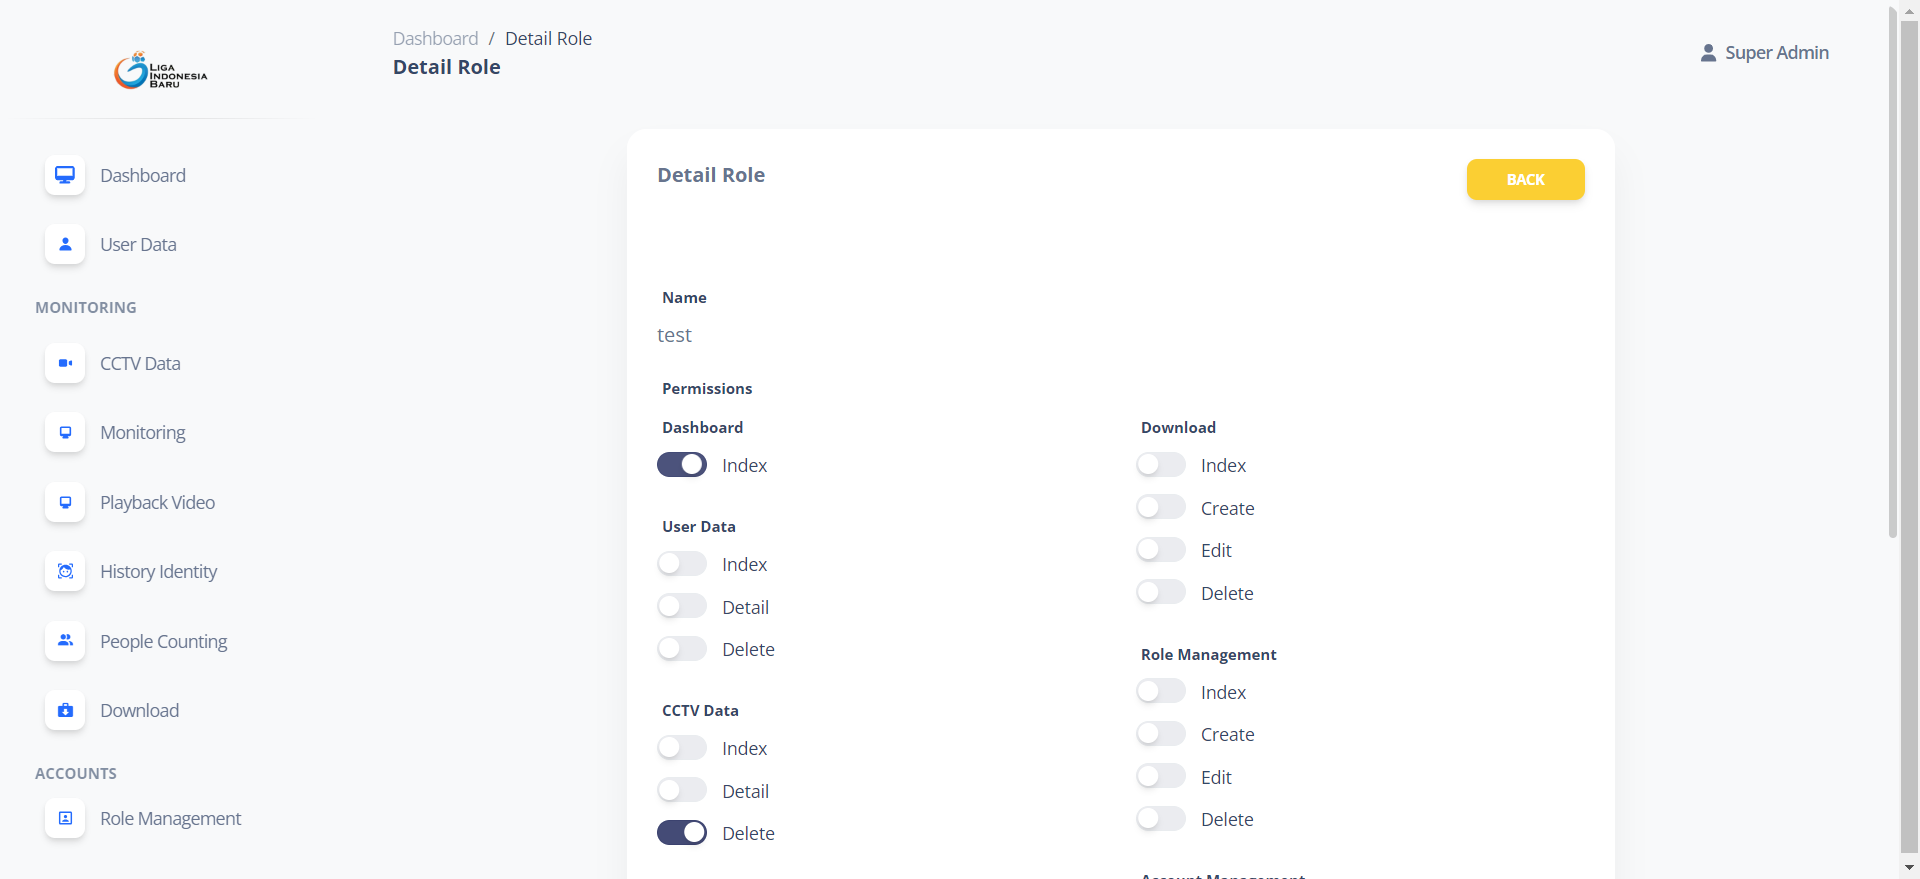 LIGA
INDONESIA
BARU
Dashboard
User Data
MONITORING
CCTV Data
Monitoring
Playback Video
History Identity
People Counting
Download
ACCOUNTS
Role Management
Dashboard / Detail Role
Detail Role
Super Admin
Detail Role
BACK
Name
test
Permissions
Dashboard
Index
User Data
Index
Detail
Delete
CCTV Data
Index
Detail
Delete
Download
Index
Create
Edit
Delete
Role Management
Index
Create
Edit
Delete
Account Management